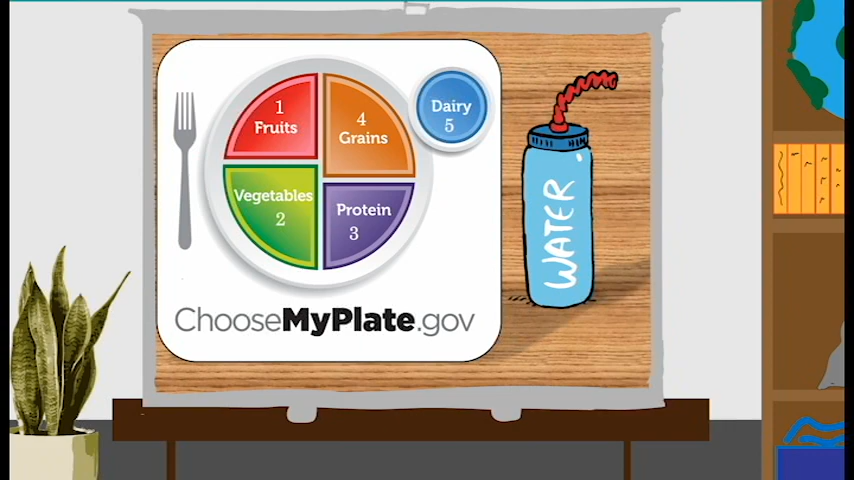 1
Fruits
4
Grains
Dairy
5
Vegetables
2
Protein
3
WATER
ChooseMyPlate.gov